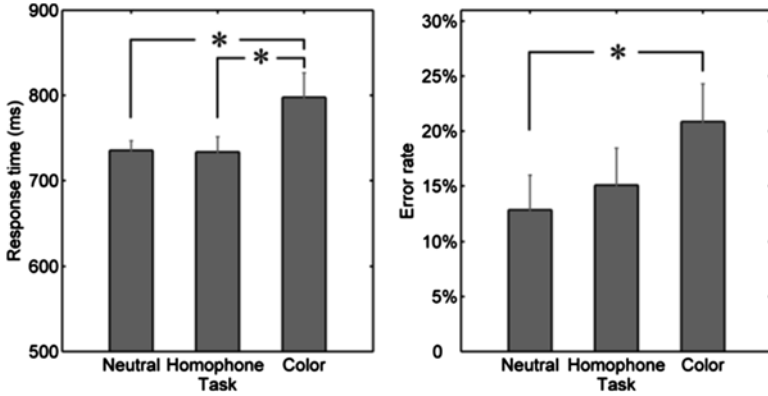 Response time (ms)
900
800
700
600
500
*
*
Neutral Homophone Color
Task
Error rate
30%
25%
20%
15%
10%
5%
0
*
Neutral Homophone Color
Task